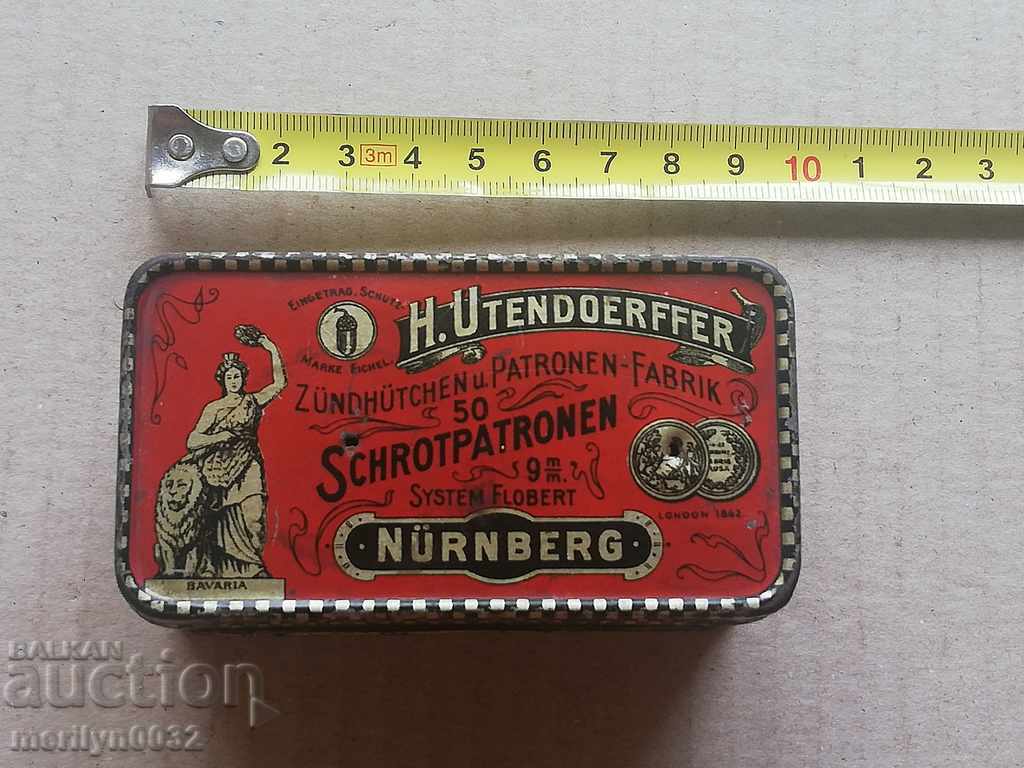 2 3 3m 4 5 6 7 8 9 10 1 2 3
EINGETRAG. SCHUTZ-
MARKE EICHEL
H. UTENDOERFFER
ZÜNDHÜTCHEN u. PATRONEN-FABRIK
50
SCHROTPATRONEN
9 m/m.
SYSTEM FLOBERT
LONDON 1862
NÜRNBERG
BAVARIA
BALKAN
auction
merilyn0032